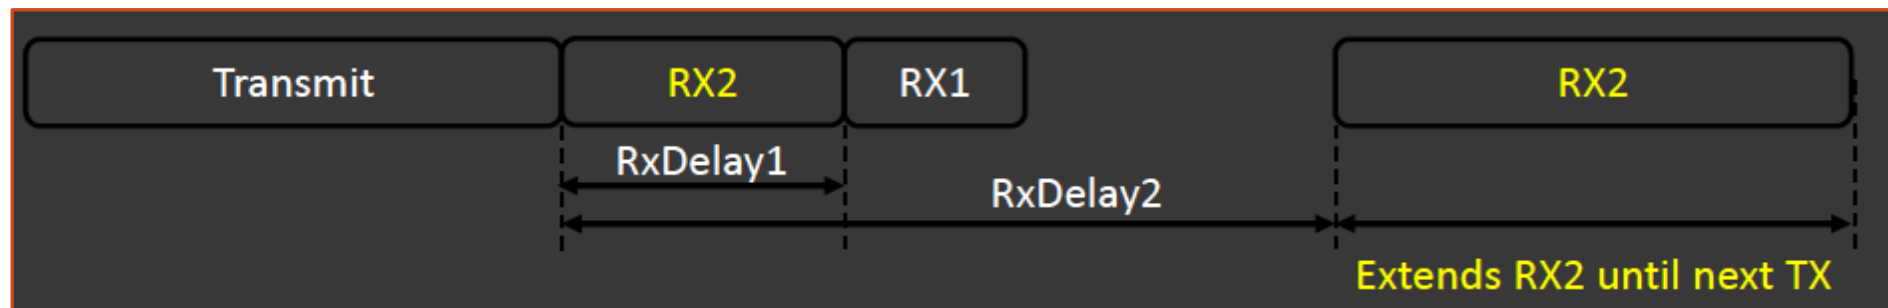 Transmit RX2 RX1 RX2
RxDelay1
RxDelay2
Extends RX2 until next TX